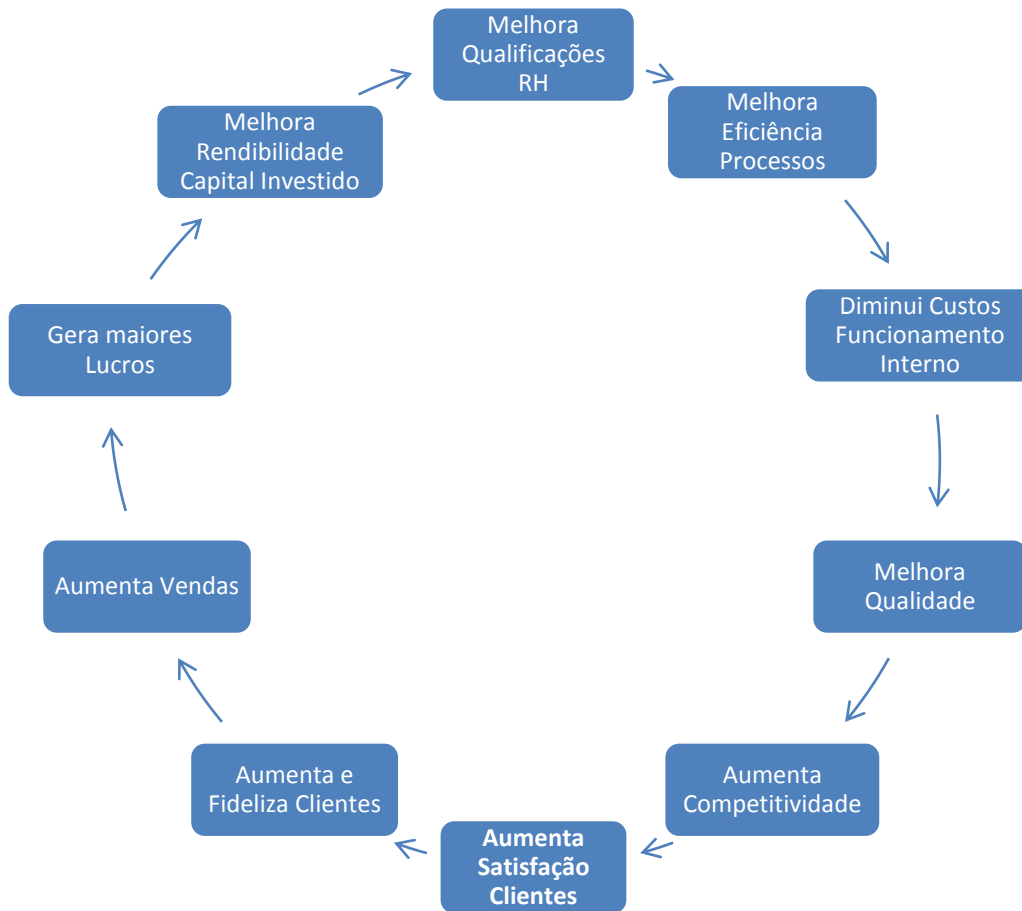 Melhora
Qualificações
RH
Melhora
Eficiência
Processos
Diminui Custos
Funcionamento
Interno
Melhora
Qualidade
Aumenta
Competitividade
Aumenta
Satisfação
Clientes
Aumenta e
Fideliza Clientes
Aumenta Vendas
Gera maiores
Lucros
Melhora
Rendibilidade
Capital Investido